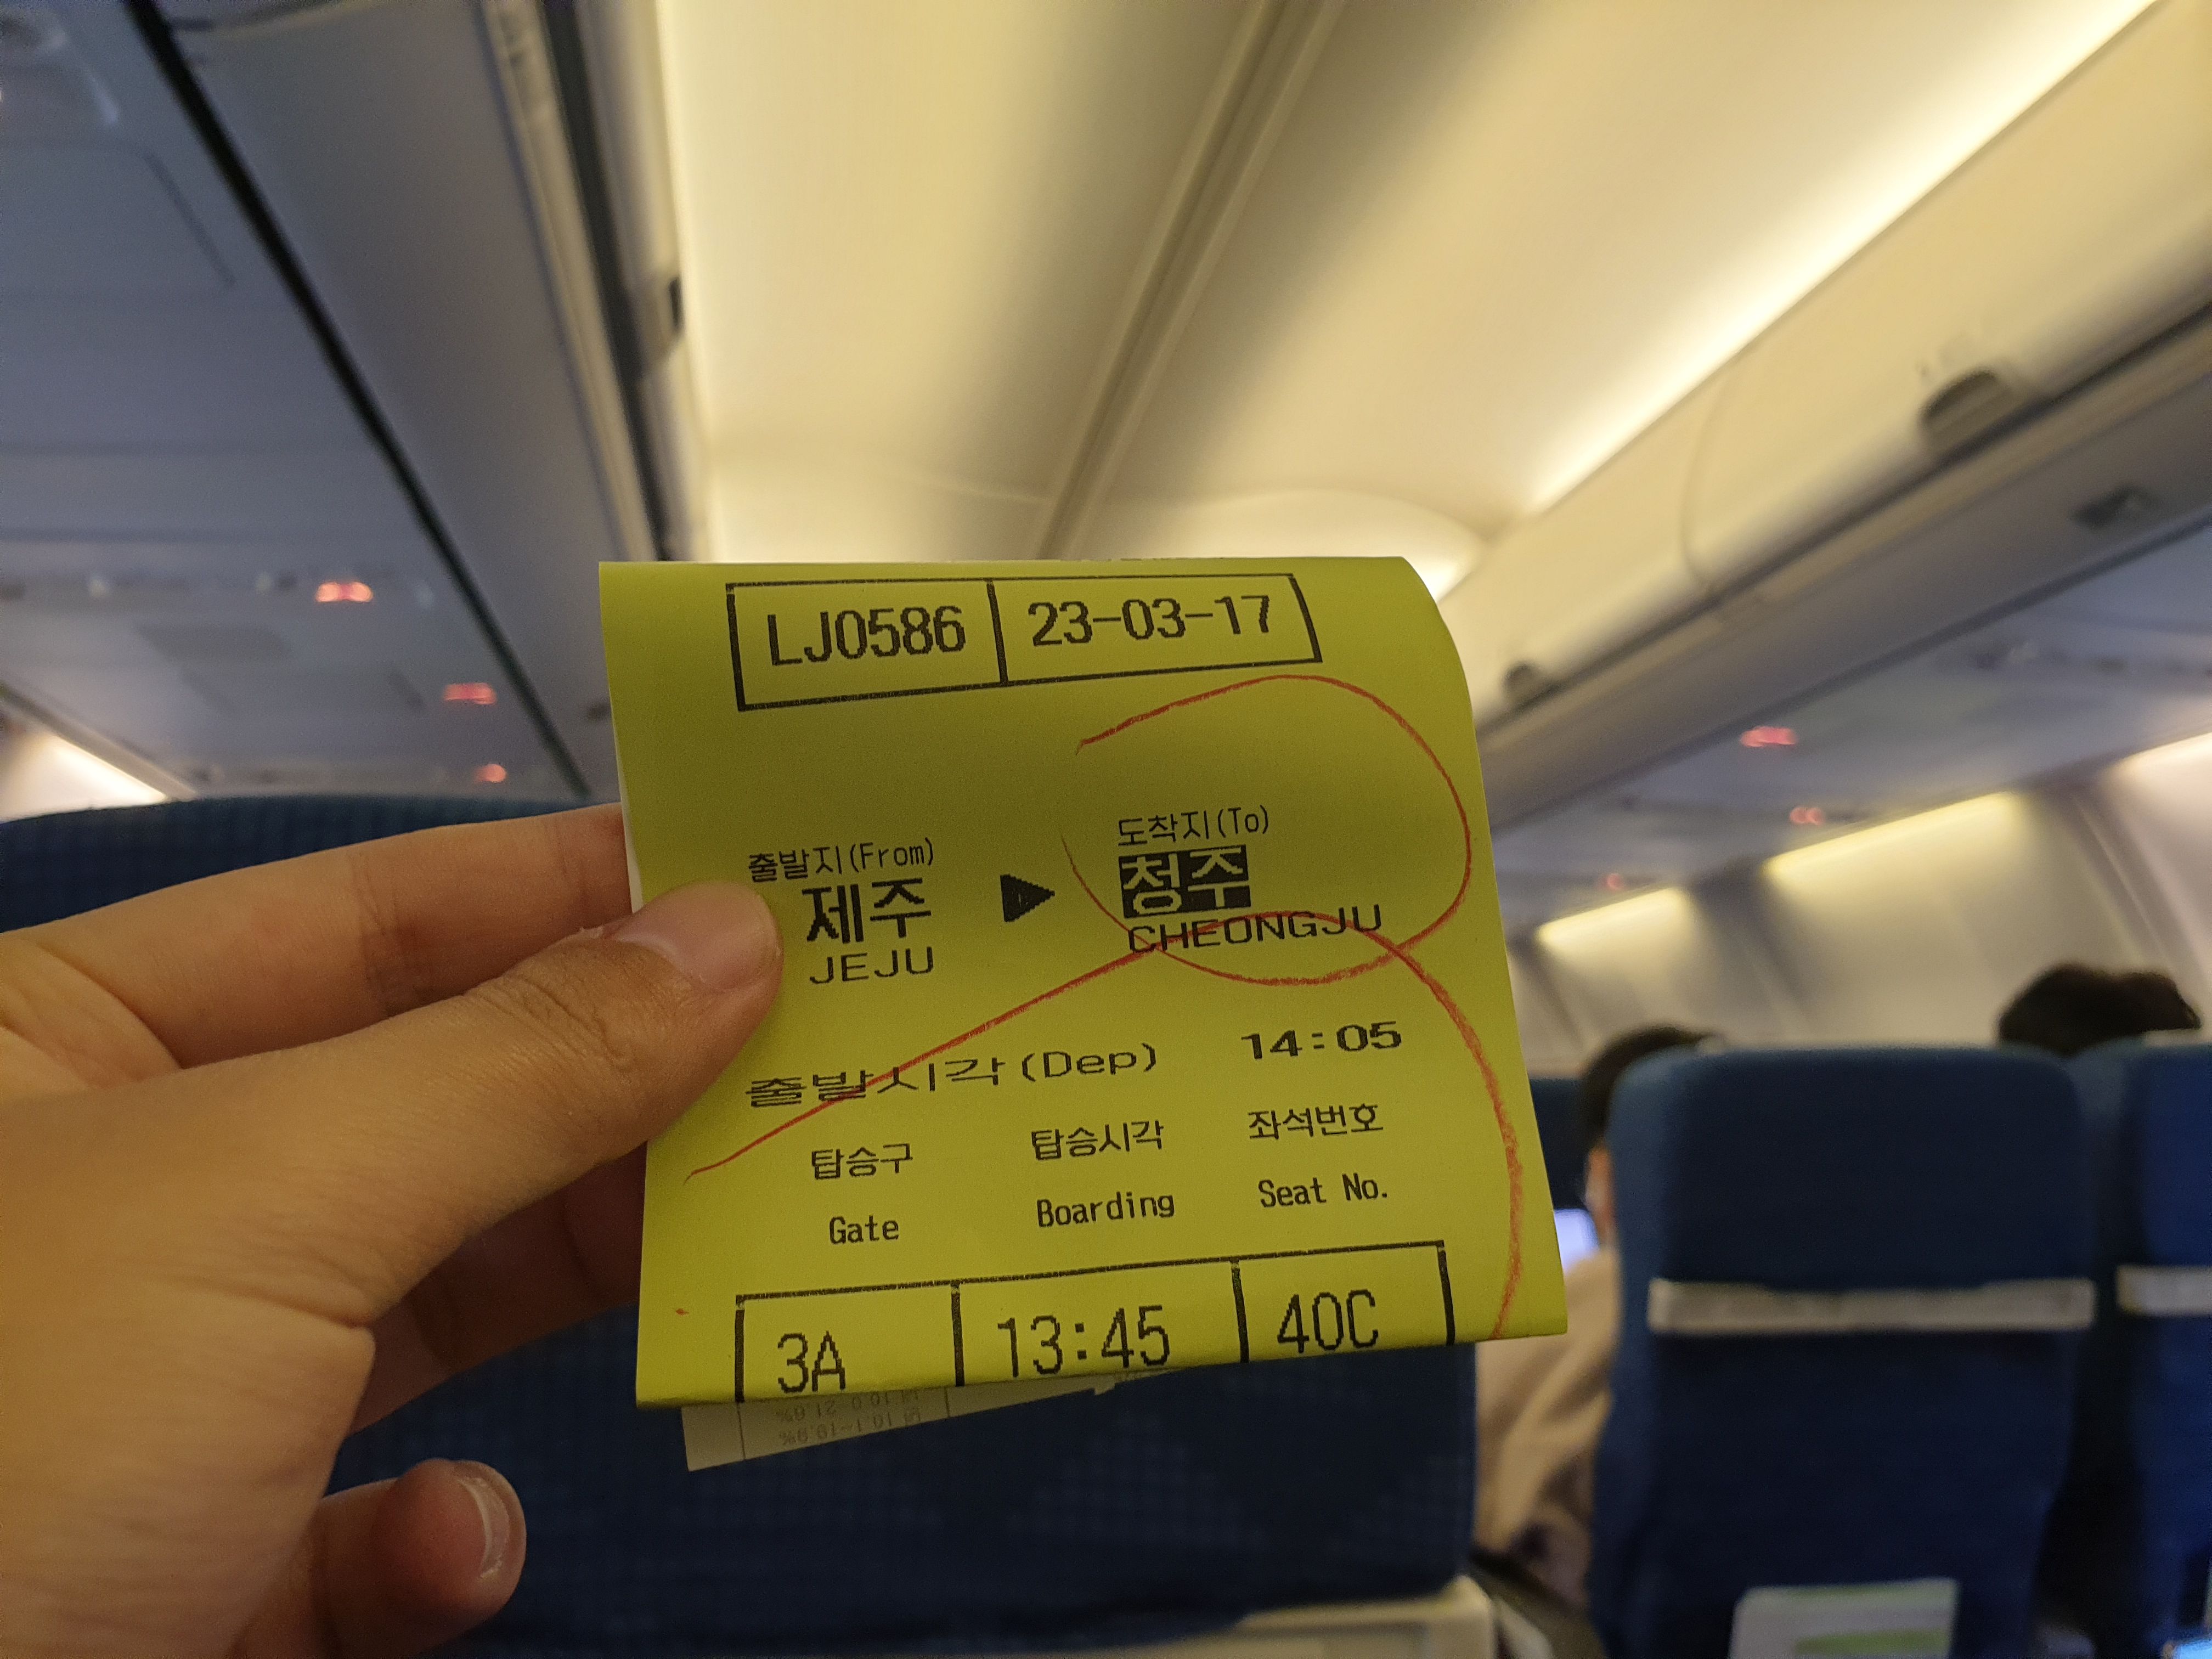 LJ0586 23-03-17
출발지(From) 도착지(To)
제주 ▶ 청주
JEJU CHEONGJU
출발시각(Dep) 14:05
탑승구 탑승시각 좌석번호
Gate Boarding Seat No.
3A 13:45 40C